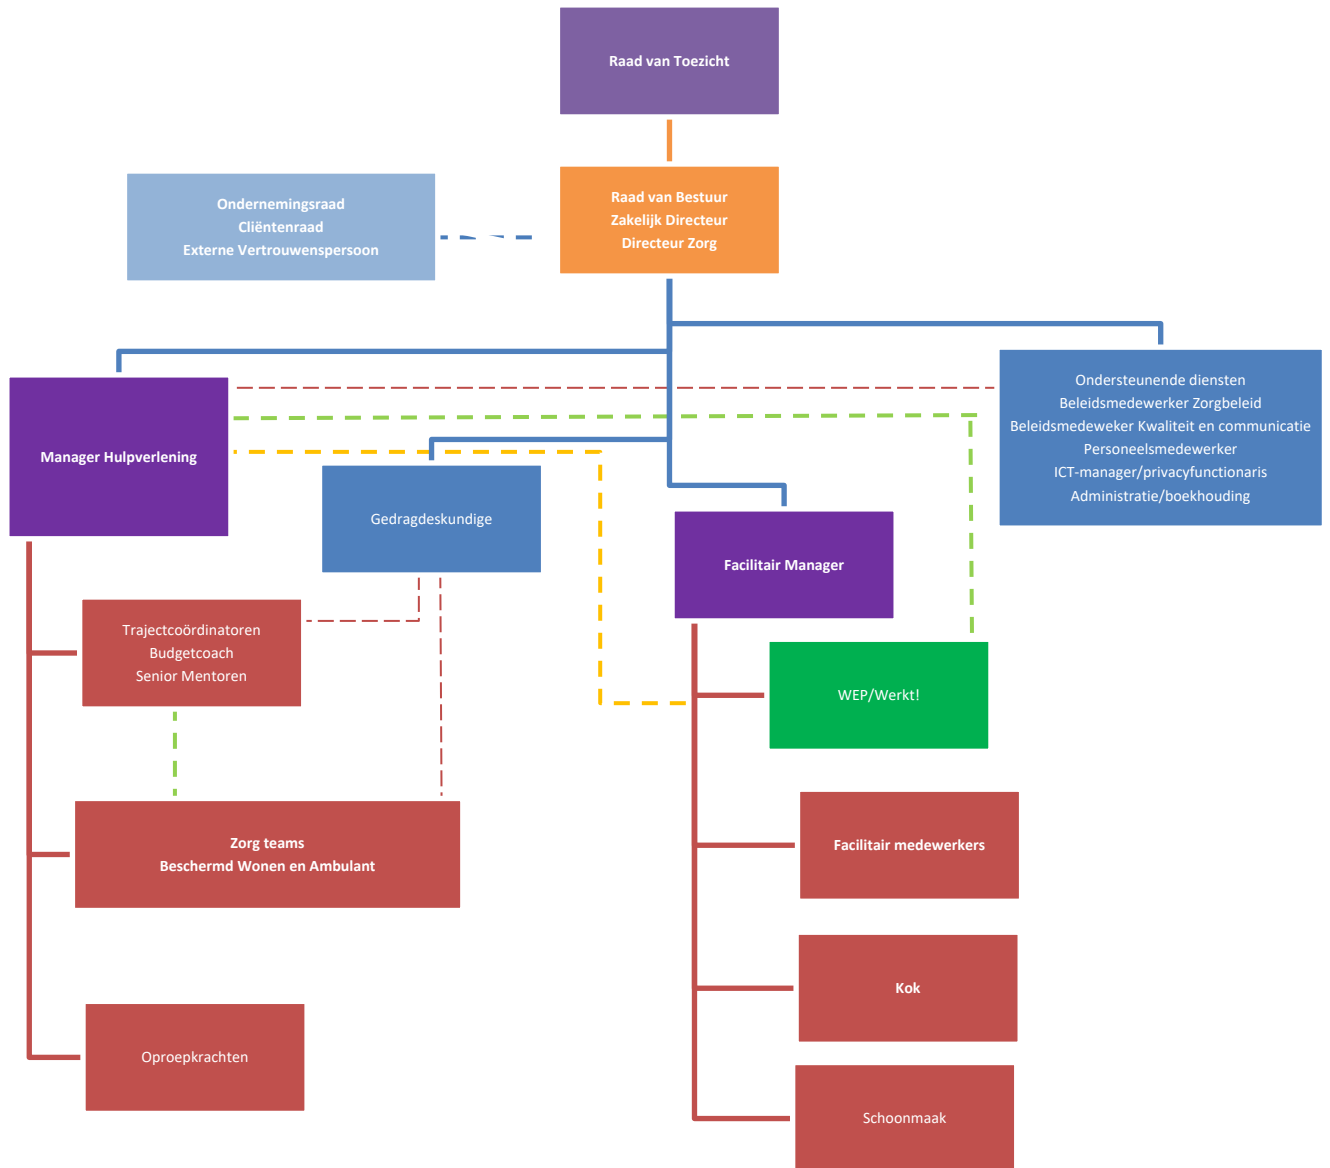 Raad van Toezicht
Ondernemingsraad
Cliëntenraad
Externe Vertrouwenspersoon
Raad van Bestuur
Zakelijk Directeur
Directeur Zorg
Manager Hulpverlening
Gedragdeskundige
Facilitair Manager
Ondersteunende diensten
Beleidsmedewerker Zorgbeleid
Beleidsmedeweker Kwaliteit en communicatie
Personeelsmedewerker
ICT-manager/privacyfunctionaris
Administratie/boekhouding
Trajectcoördinatoren
Budgetcoach
Senior Mentoren
WEP/Werkt!
Zorg teams
Beschermd Wonen en Ambulant
Facilitair medewerkers
Kok
Oproepkrachten
Schoonmaak